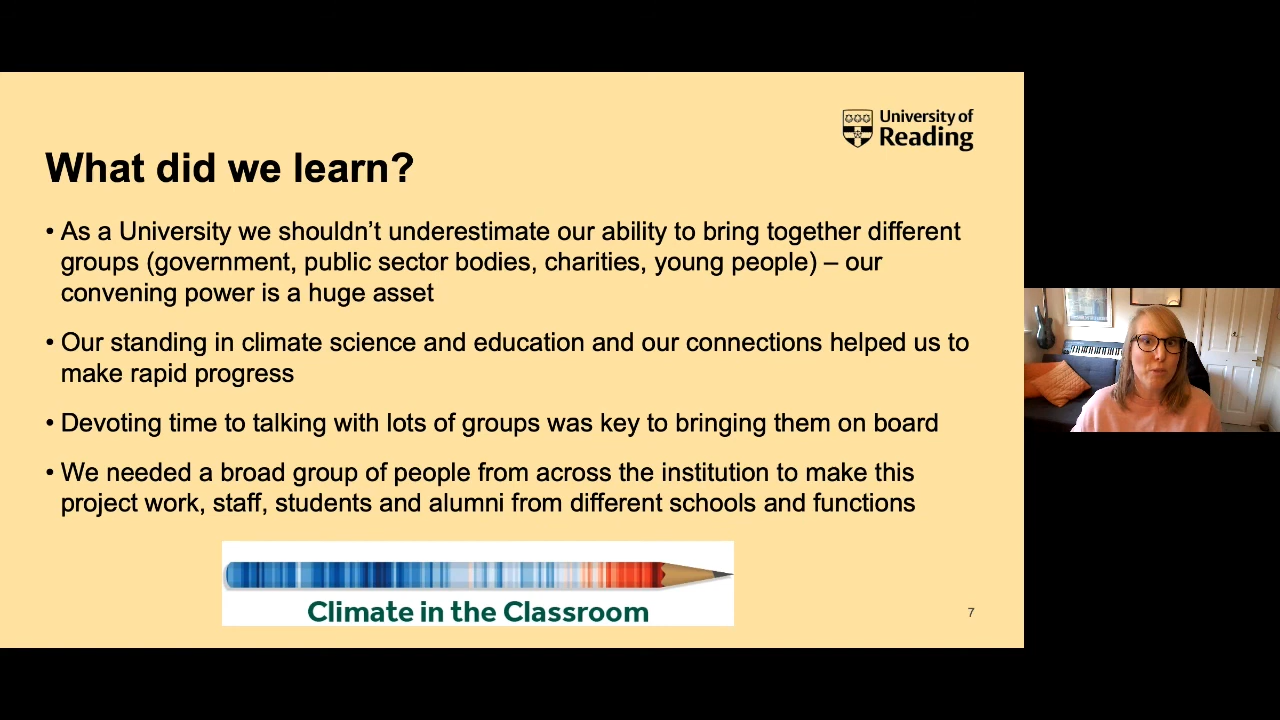 University of
Reading
What did we learn?
• As a University we shouldn’t underestimate our ability to bring together different
groups (government, public sector bodies, charities, young people) – our
convening power is a huge asset
• Our standing in climate science and education and our connections helped us to
make rapid progress
• Devoting time to talking with lots of groups was key to bringing them on board
• We needed a broad group of people from across the institution to make this
project work, staff, students and alumni from different schools and functions
Climate in the Classroom
7